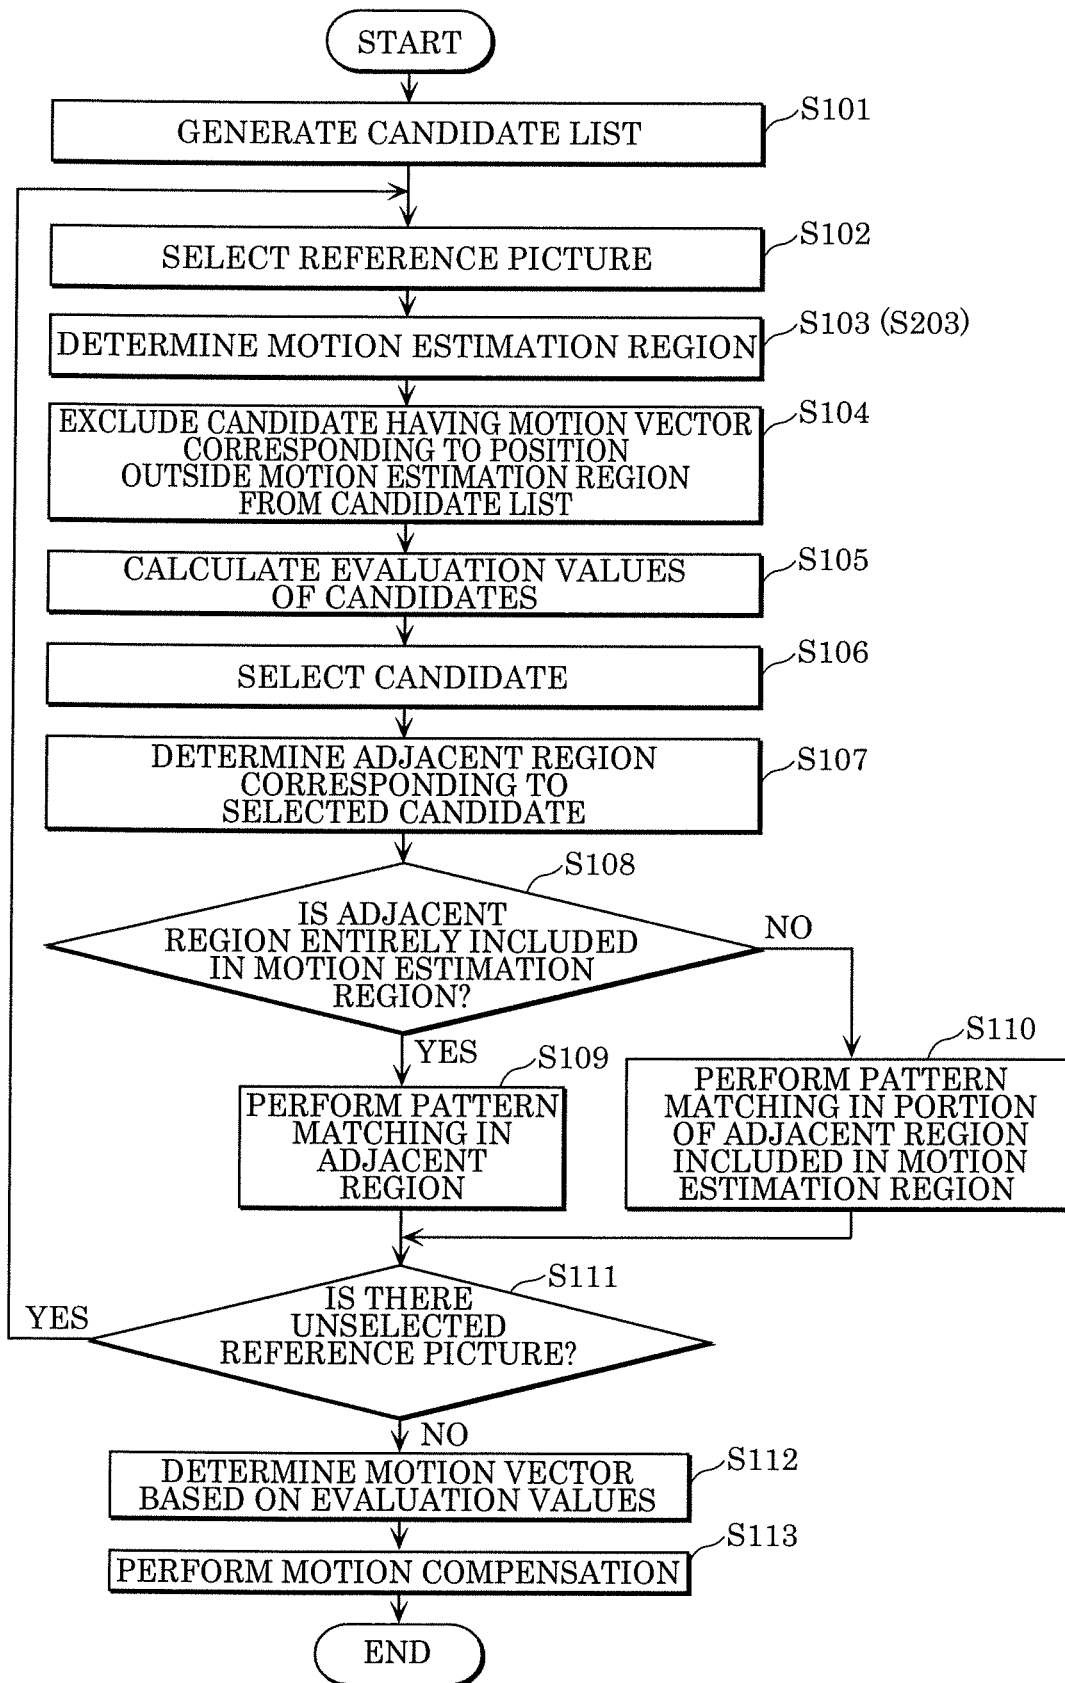 START
S101
GENERATE CANDIDATE LIST
S102
SELECT REFERENCE PICTURE
S103 (S203)
DETERMINE MOTION ESTIMATION REGION
S104
EXCLUDE CANDIDATE HAVING MOTION VECTOR
CORRESPONDING TO POSITION
OUTSIDE MOTION ESTIMATION REGION
FROM CANDIDATE LIST
S105
CALCULATE EVALUATION VALUES
OF CANDIDATES
S106
SELECT CANDIDATE
S107
DETERMINE ADJACENT REGION
CORRESPONDING TO
SELECTED CANDIDATE
S108
IS ADJACENT
REGION ENTIRELY INCLUDED
IN MOTION ESTIMATION
REGION?
NO
YES
S109
PERFORM PATTERN
MATCHING IN
ADJACENT
REGION
S110
PERFORM PATTERN
MATCHING IN PORTION
OF ADJACENT REGION
INCLUDED IN MOTION
ESTIMATION REGION
S111
IS THERE
UNSELECTED
REFERENCE PICTURE?
YES
NO
S112
DETERMINE MOTION VECTOR
BASED ON EVALUATION VALUES
S113
PERFORM MOTION COMPENSATION
END